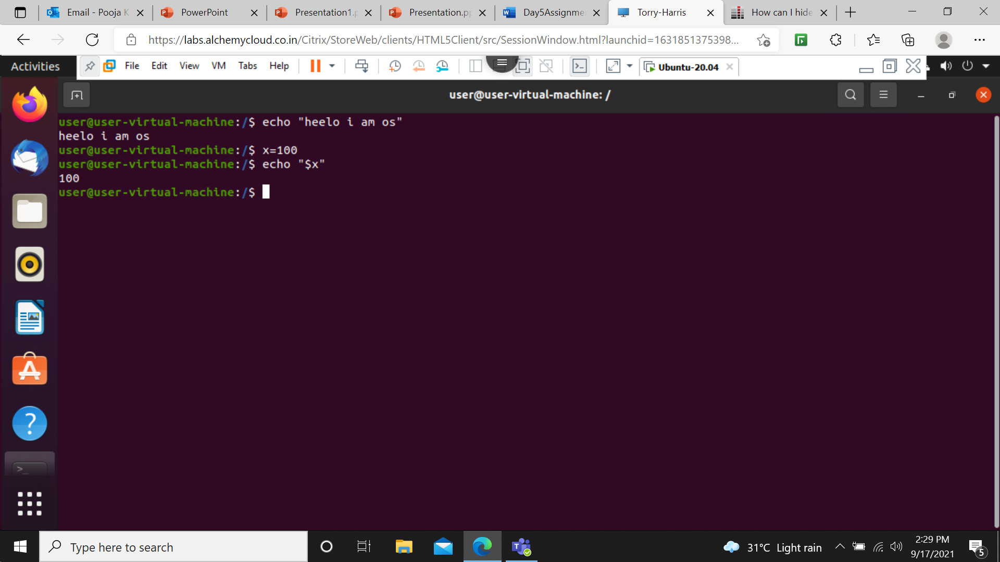 Email - Pooja K
PowerPoint
Presentation1.p
Presentation.pp
Day5Assignme
Torry-Harris
How can I hide
https://labs.alchemycloud.co.in/Citrix/StoreWeb/clients/HTML5Client/src/SessionWindow.html?launchid=1631851375398...
Activities
File Edit View VM Tabs Help
Ubuntu-20.04
user@user-virtual-machine: /
user@user-virtual-machine:/$ echo "heelo i am os"
heelo i am os
user@user-virtual-machine:/$ x=100
user@user-virtual-machine:/$ echo "$x"
100
user@user-virtual-machine:/$
Type here to search
31°C Light rain
2:29 PM
9/17/2021
5